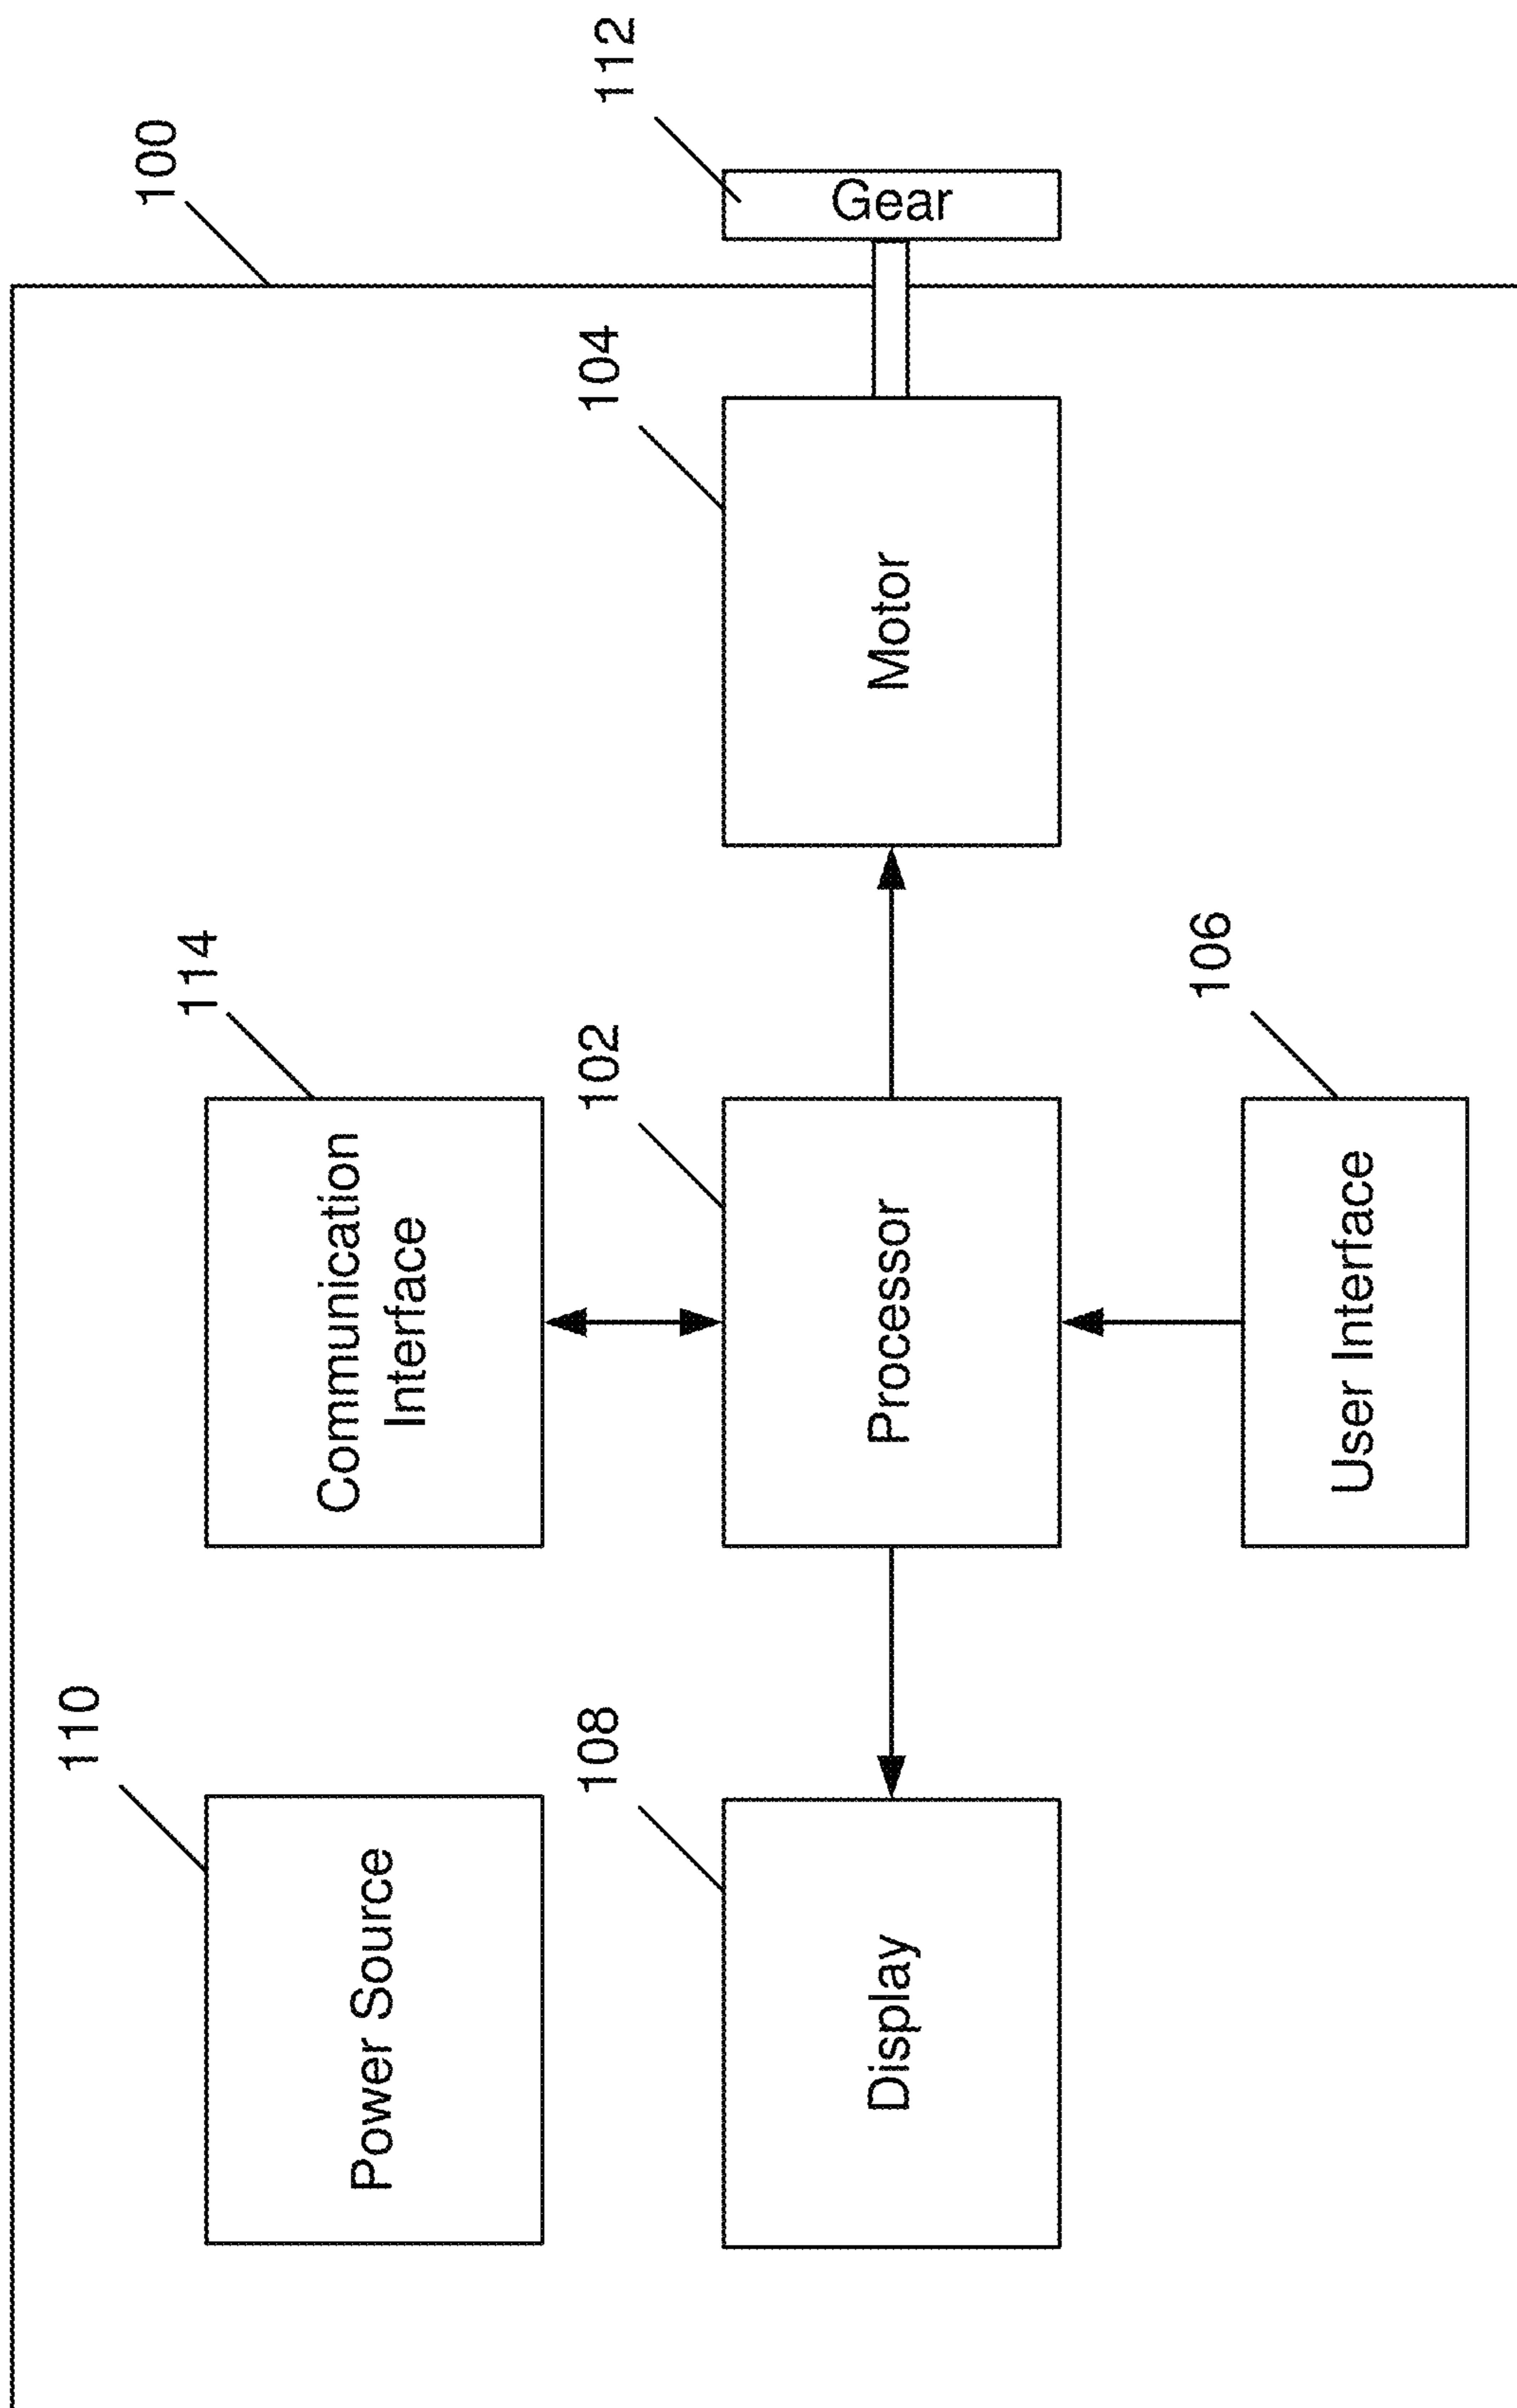 110
100
114
Power Source
Communication
Interface
108
102
104
112
Display
Processor
Motor
Gear
106
User Interface